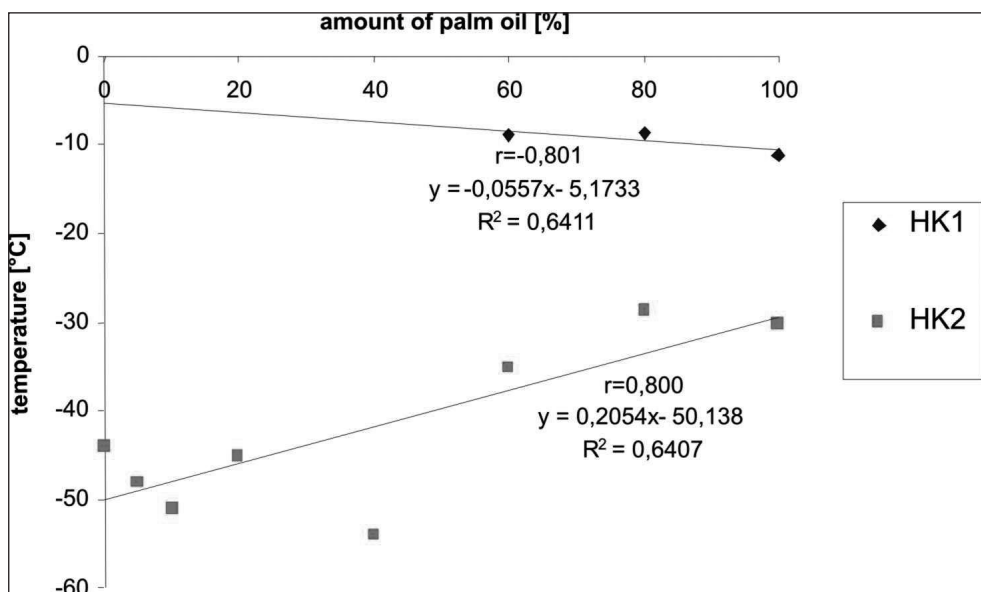 amount of palm oil [%]
0
0 20 40 60 80 100
-10
r=-0,801
y = -0,0557x- 5,1733
R² = 0,6411
-20
HK1
temperature [°C]
-30
HK2
r=0,800
-40
y = 0,2054x- 50,138
R² = 0,6407
-50
-60